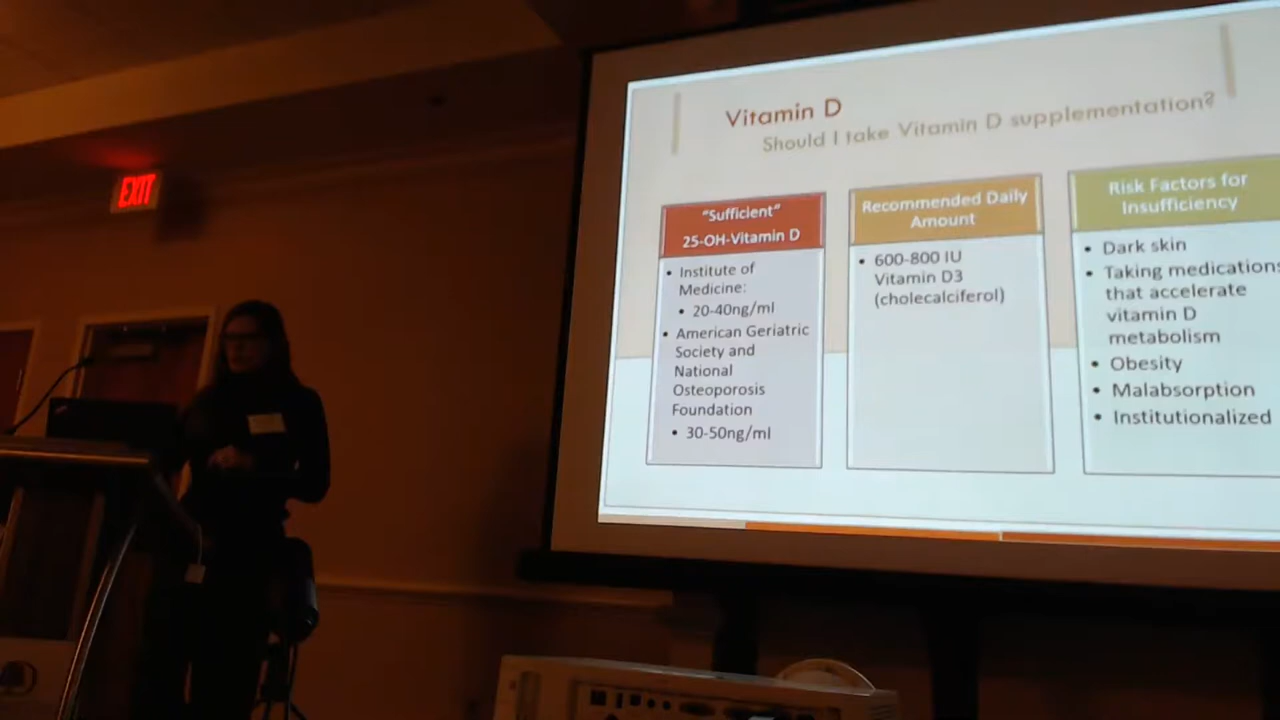 EXIT
Vitamin D
Should I take Vitamin D supplementation?
"Sufficient"
25-OH-Vitamin D
• Institute of
Medicine:
• 20-40ng/ml
• American Geriatric
Society and
National
Osteoporosis
Foundation
• 30-50ng/ml
Recommended Daily
Amount
• 600-800 IU
Vitamin D3
(cholecalciferol)
Risk Factors for
Insufficiency
• Dark skin
• Taking medications
that accelerate
vitamin D
metabolism
• Obesity
• Malabsorption
• Institutionalized